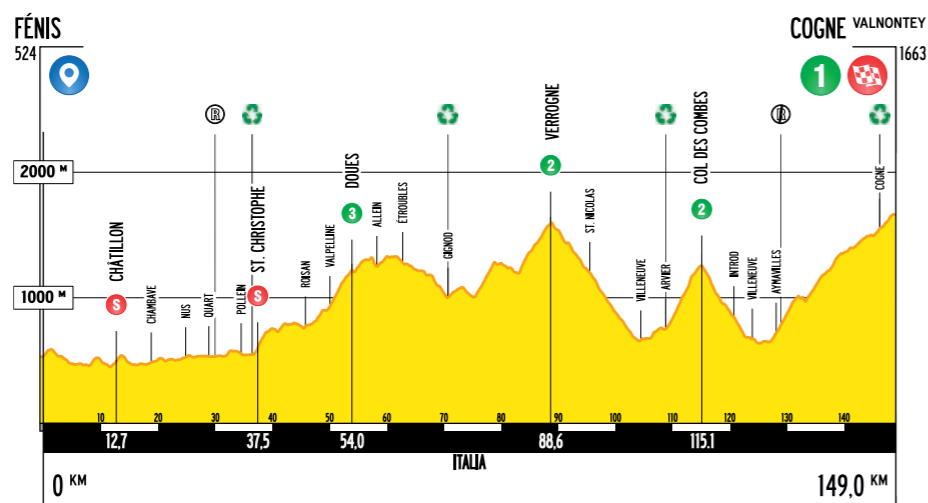 FÉNIS
524
COGNE VALNONTEY
1663
1
R
R
2000 M
1000 M
S
CHÂTILLON
CHAMBAVE
NUS
QUART
POLLEIN
S
ST. CHRISTOPHE
ROISAN
VALPELLINE
3
DOUES
ALLEIN
ÉTROUBLES
GIGNOD
2
VERROGNE
ST. NICOLAS
VILLENEUVE
ARVIER
2
COL DES COMBES
INTROD
VILLENEUVE
AYMAVILLES
COGNE
10 20 30 40 50 60 70 80 90 100 110 120 130 140
12,7 37,5 54,0 88,6 115.1
ITALIA
0 KM
149,0 KM